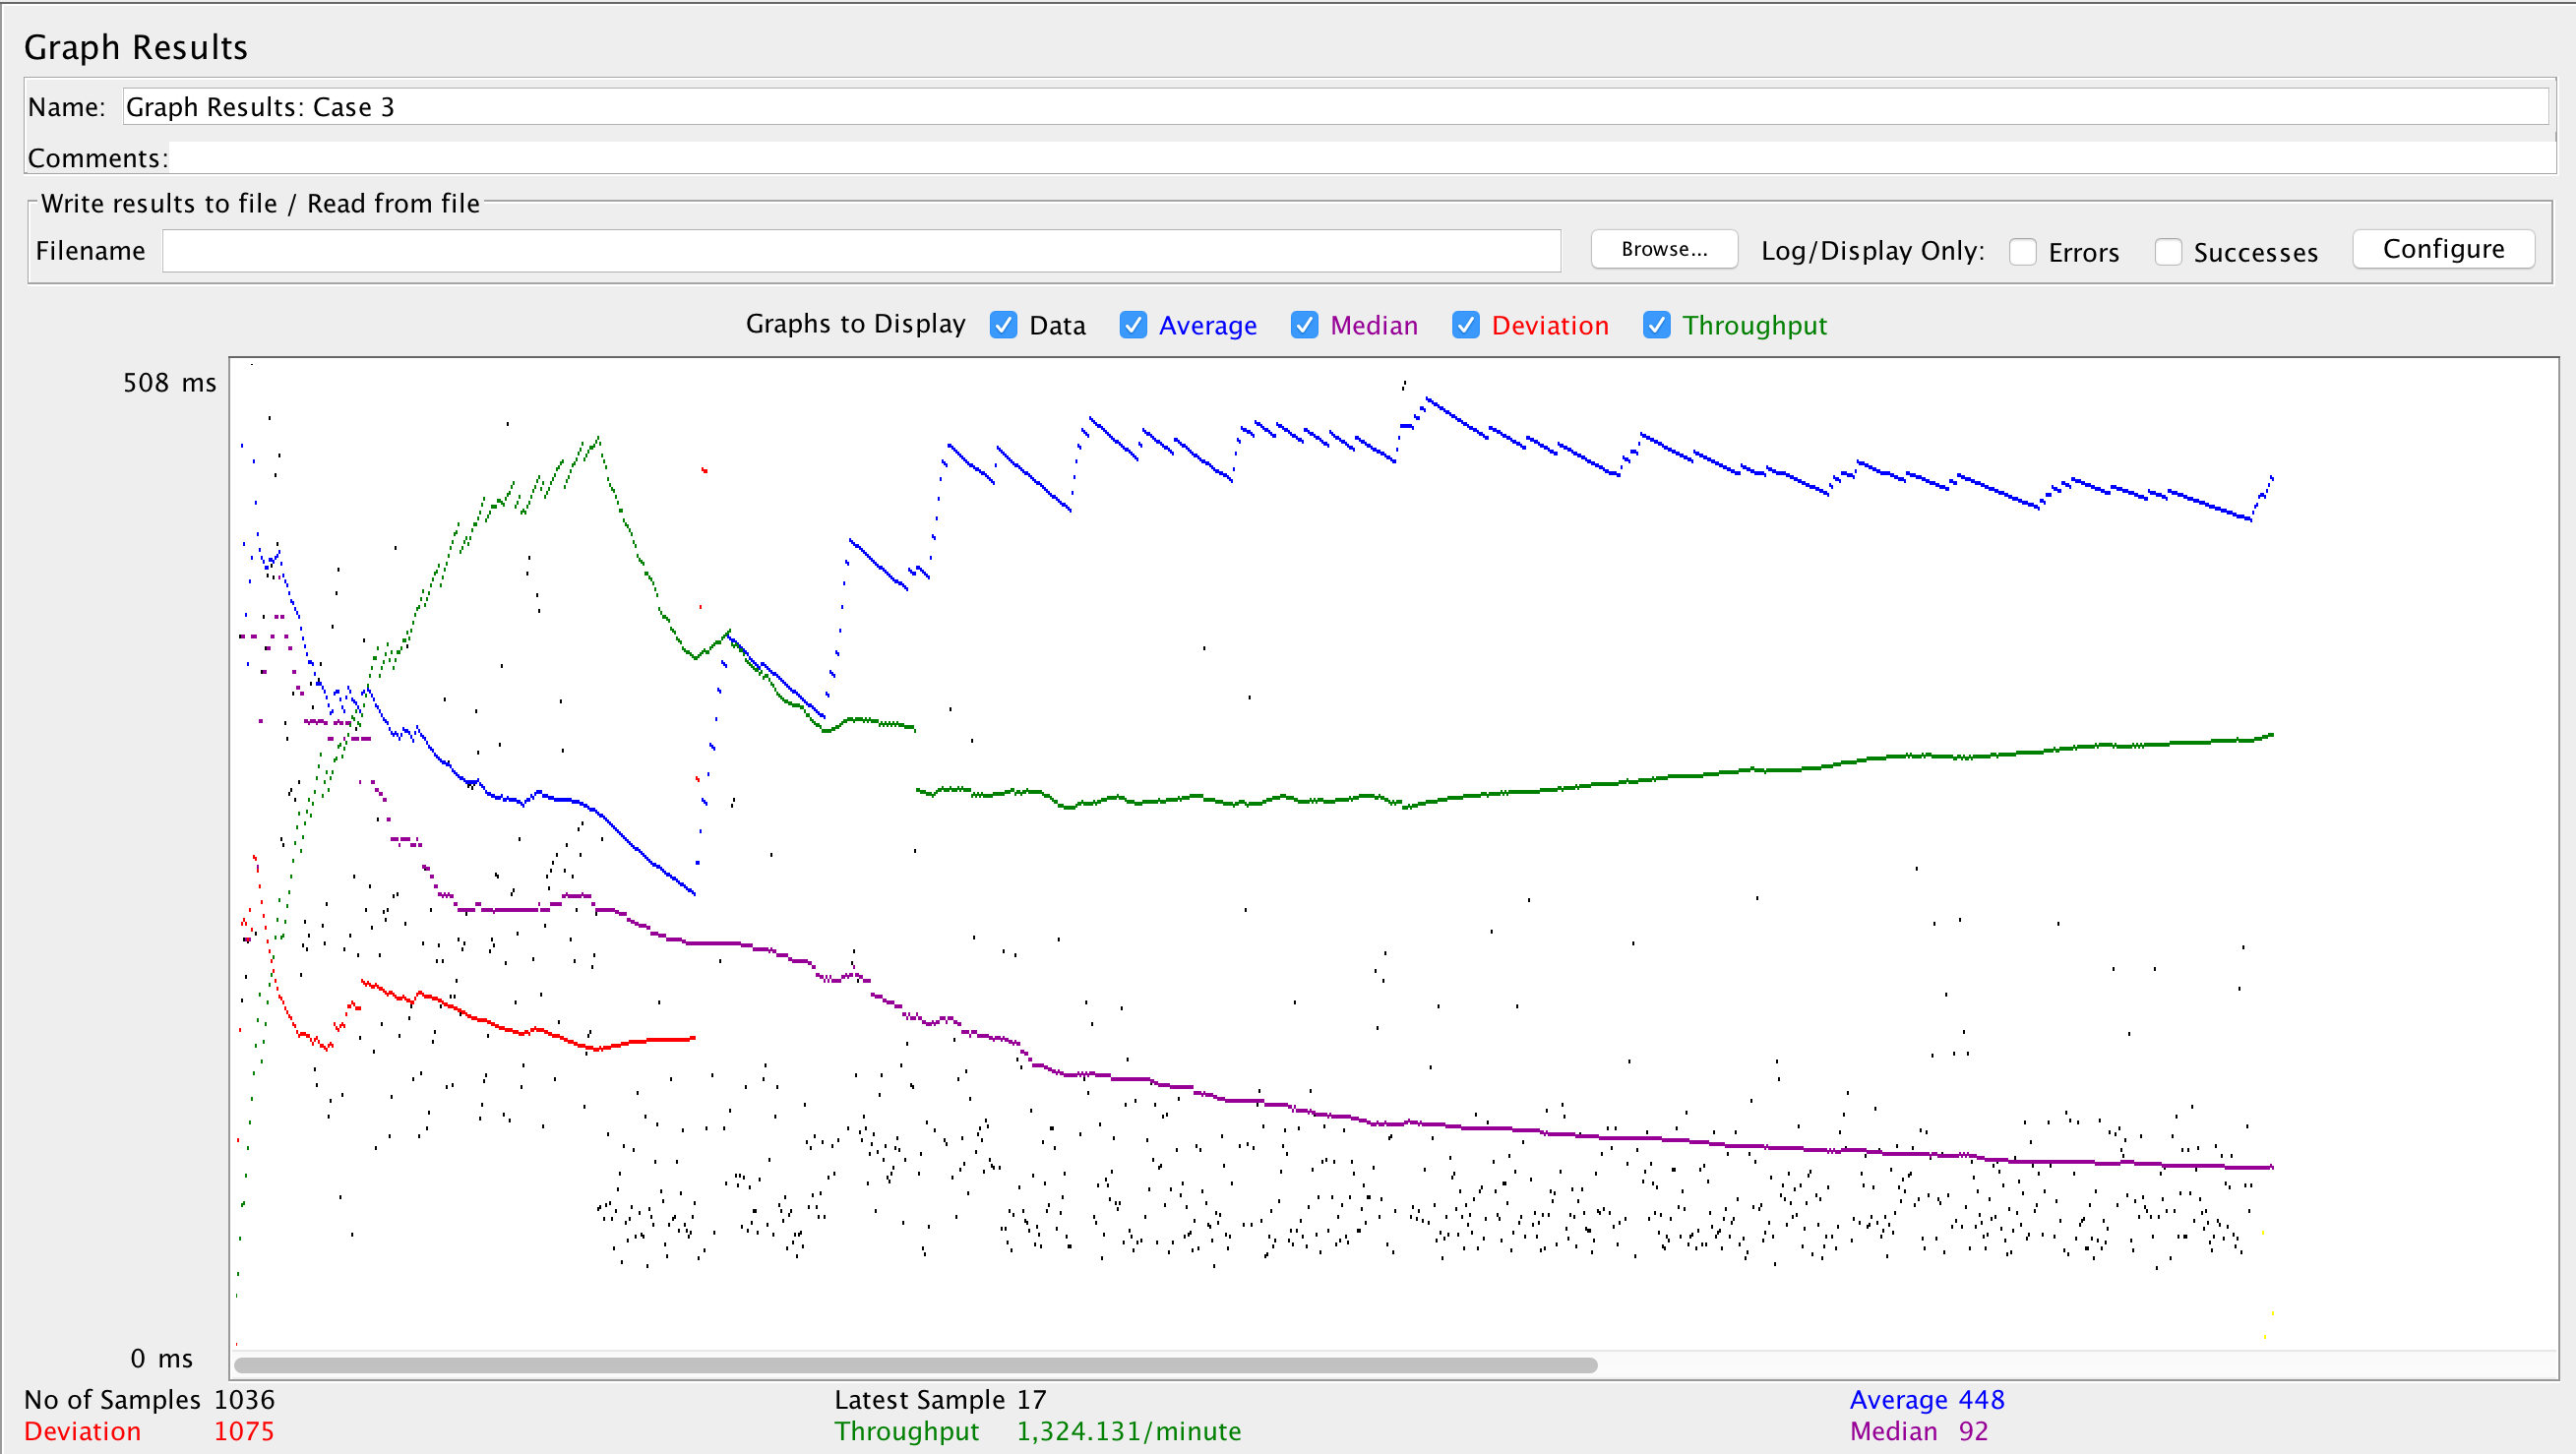 Graph Results
Name: Graph Results: Case 3
Comments:
Write results to file / Read from file
Filename Browse... Log/Display Only: Errors Successes Configure
Graphs to Display Data Average Median Deviation Throughput
508 ms
0 ms
No of Samples 1036 Latest Sample 17 Average 448
Deviation 1075 Throughput 1,324.131/minute Median 92